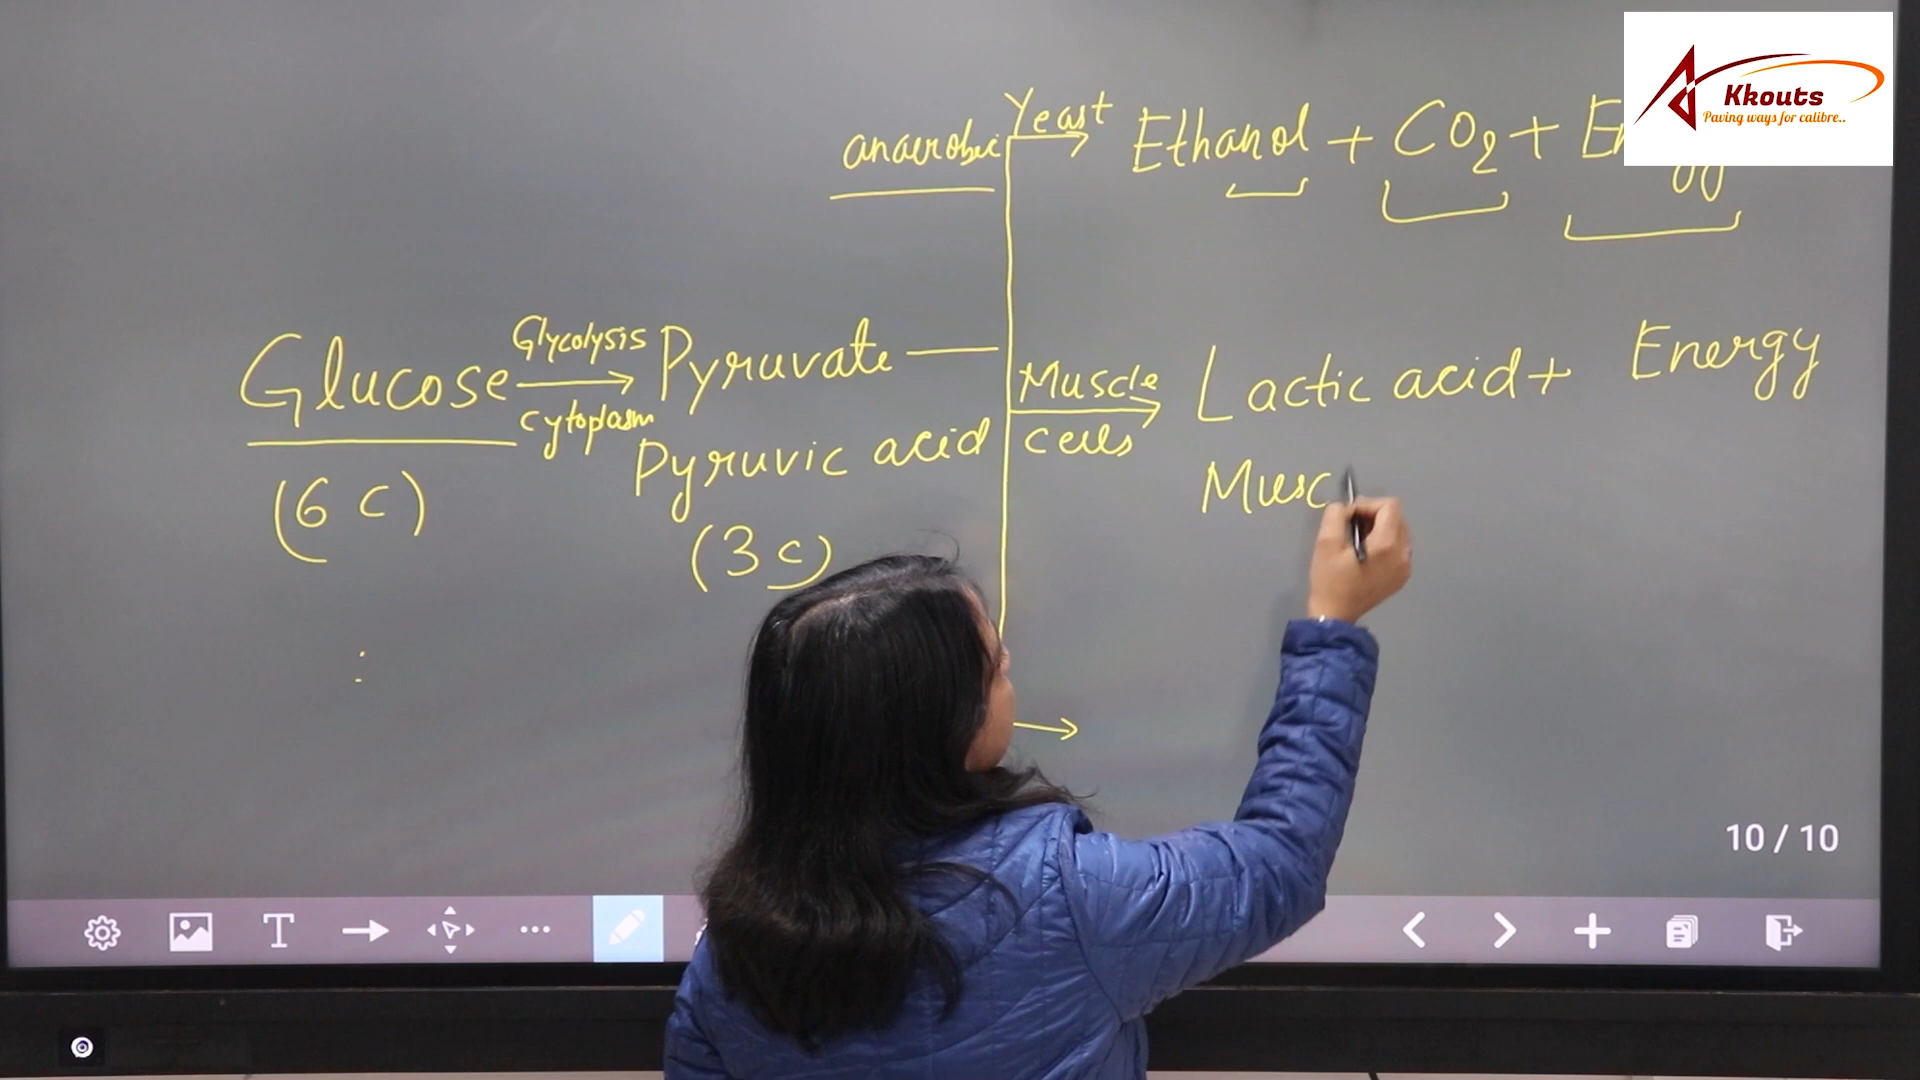 Kkouts
Paving ways for calibre..
anaerobic Yeast Ethanol + CO2 +
Glucose Glycolysis Pyruvate
cytoplasm
Muscle Lactic acid + Energy
Pyruvic acid cells
(6 C) Musc
(3 C)
:
10 / 10
T